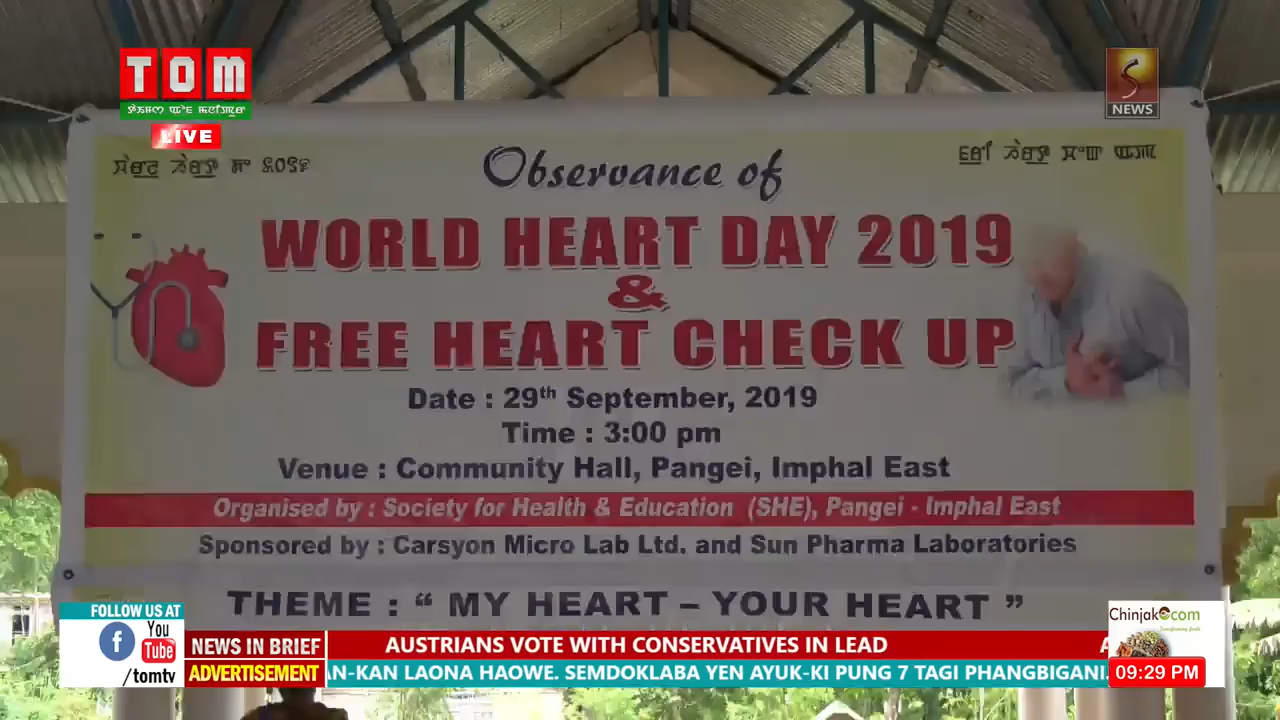 TOM
LIVE
S
NEWS
Observance of
WORLD HEART DAY 2019
&
FREE HEART CHECK UP
Date : 29th September, 2019
Time : 3:00 pm
Venue : Community Hall, Pangei, Imphal East
Organised by : Society for Health & Education (SHE), Pangei - Imphal East
Sponsored by : Carsyon Micro Lab Ltd. and Sun Pharma Laboratories
THEME : “ MY HEART – YOUR HEART ”
FOLLOW US AT
f
You
Tube
/tomtv
NEWS IN BRIEF
AUSTRIANS VOTE WITH CONSERVATIVES IN LEAD
ADVERTISEMENT
AN-KAN LAONA HAOWE. SEMDOKLABA YEN AYUK-KI PUNG 7 TAGI PHANGBIGANI.
Chinjak.com
09:29 PM